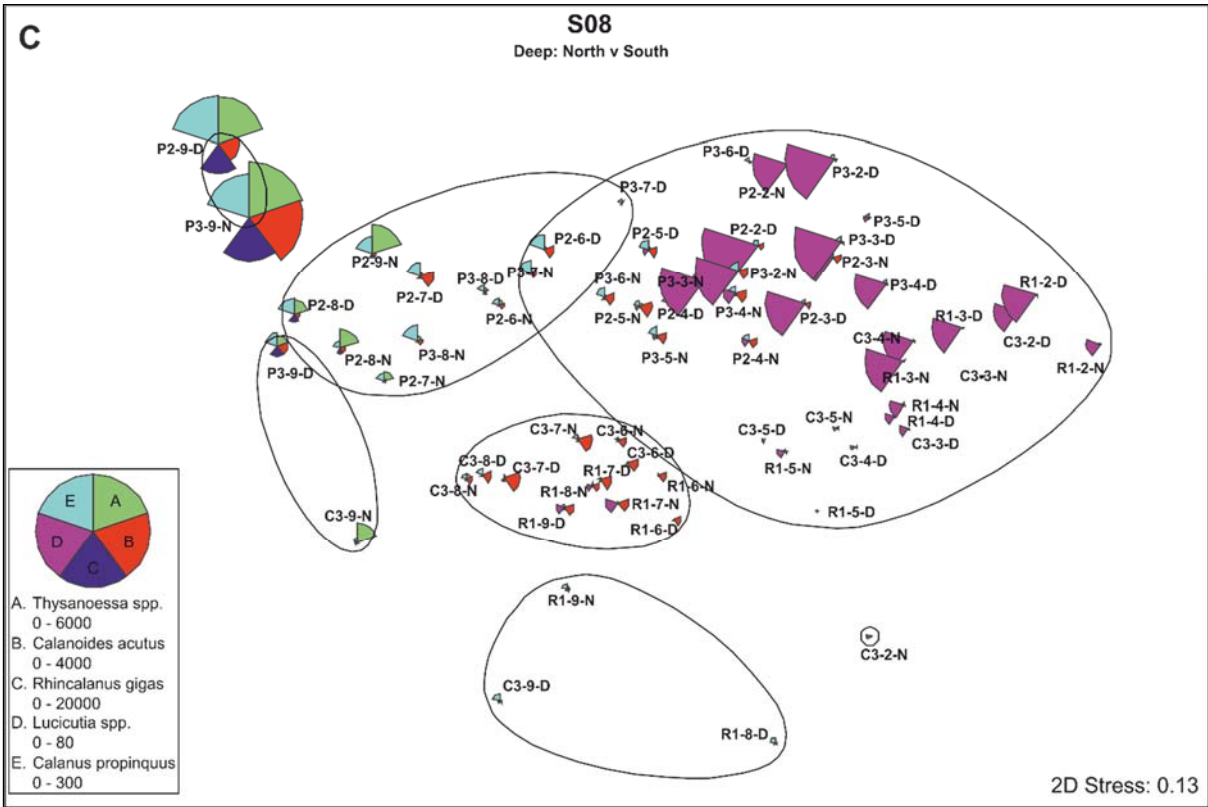 C
S08
Deep: North v South
P2-9-D
P3-9-N
P3-6-D
P2-2-N
P3-2-D
P3-7-D
P3-5-D
P2-6-D
P2-5-D
P2-2-D
P3-3-D
P2-3-N
P2-9-N
P3-7-N
P3-2-N
P2-7-D
P3-8-D
P3-6-N
P3-3-N
P3-4-D
R1-2-D
P2-6-N
P2-8-D
P2-5-N
P2-4-D
P3-4-N
P2-3-D
R1-3-D
C3-4-N
C3-2-D
P3-9-D
P2-8-N
P3-8-N
P3-5-N
P2-4-N
R1-2-N
P2-7-N
R1-3-N
C3-3-N
R1-4-N
R1-4-D
C3-3-D
C3-7-N
C3-6-N
C3-5-D
C3-5-N
C3-4-D
C3-8-D
C3-7-D
C3-6-D
R1-7-D
R1-5-N
C3-8-N
R1-8-N
R1-6-N
R1-7-N
R1-9-D
R1-6-D
R1-5-D
C3-9-N
R1-9-N
C3-2-N
C3-9-D
R1-8-D
E A
D B
C
A. Thysanoessa spp.
0 - 6000
B. Calanoides acutus
0 - 4000
C. Rhincalanus gigas
0 - 20000
D. Lucicutia spp.
0 - 80
E. Calanus propinquus
0 - 300
2D Stress: 0.13